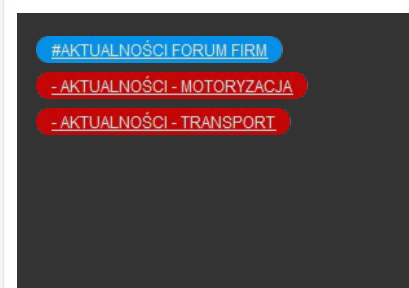 #AKTUALNOŚCI FORUM FIRM
- AKTUALNOŚCI - MOTORYZACJA
- AKTUALNOŚCI - TRANSPORT